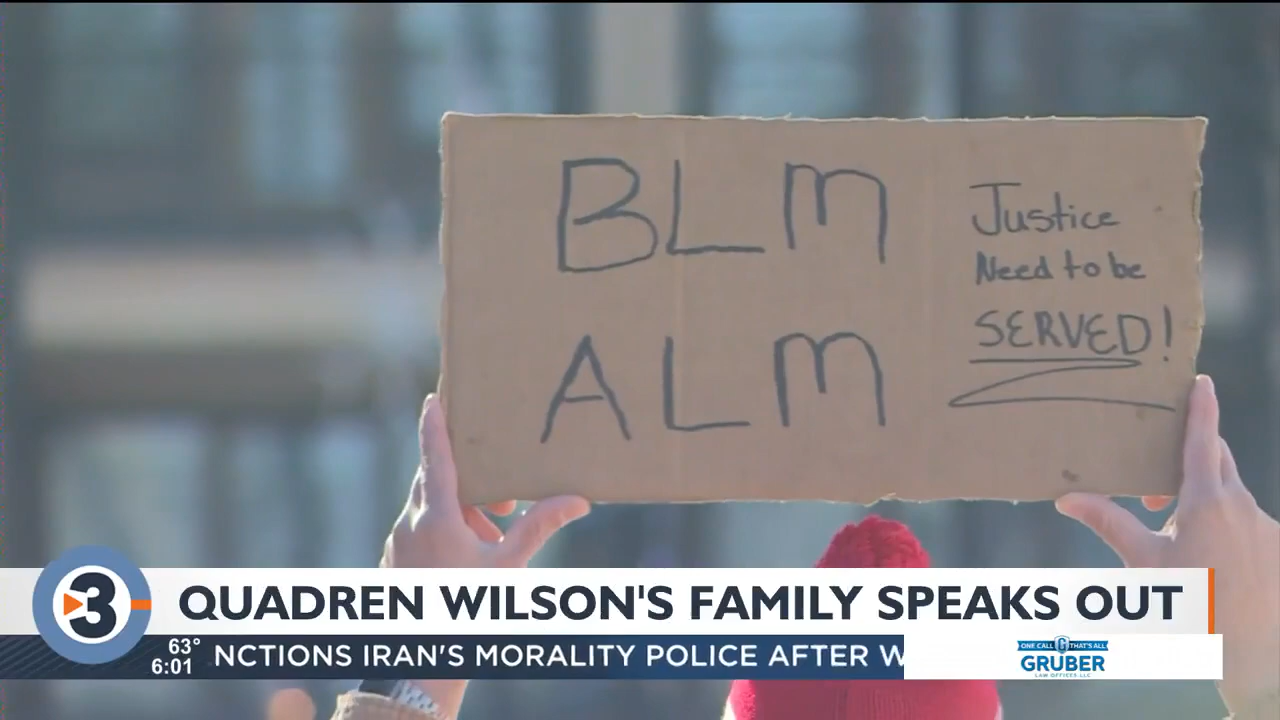 BLM
ALM
Justice
Need to be
SERVED!
3
QUADREN WILSON'S FAMILY SPEAKS OUT
63°
6:01
NCTIONS IRAN'S MORALITY POLICE AFTER W
ONE CALL G THAT'S ALL
GRUBER
LAW OFFICES, LLC